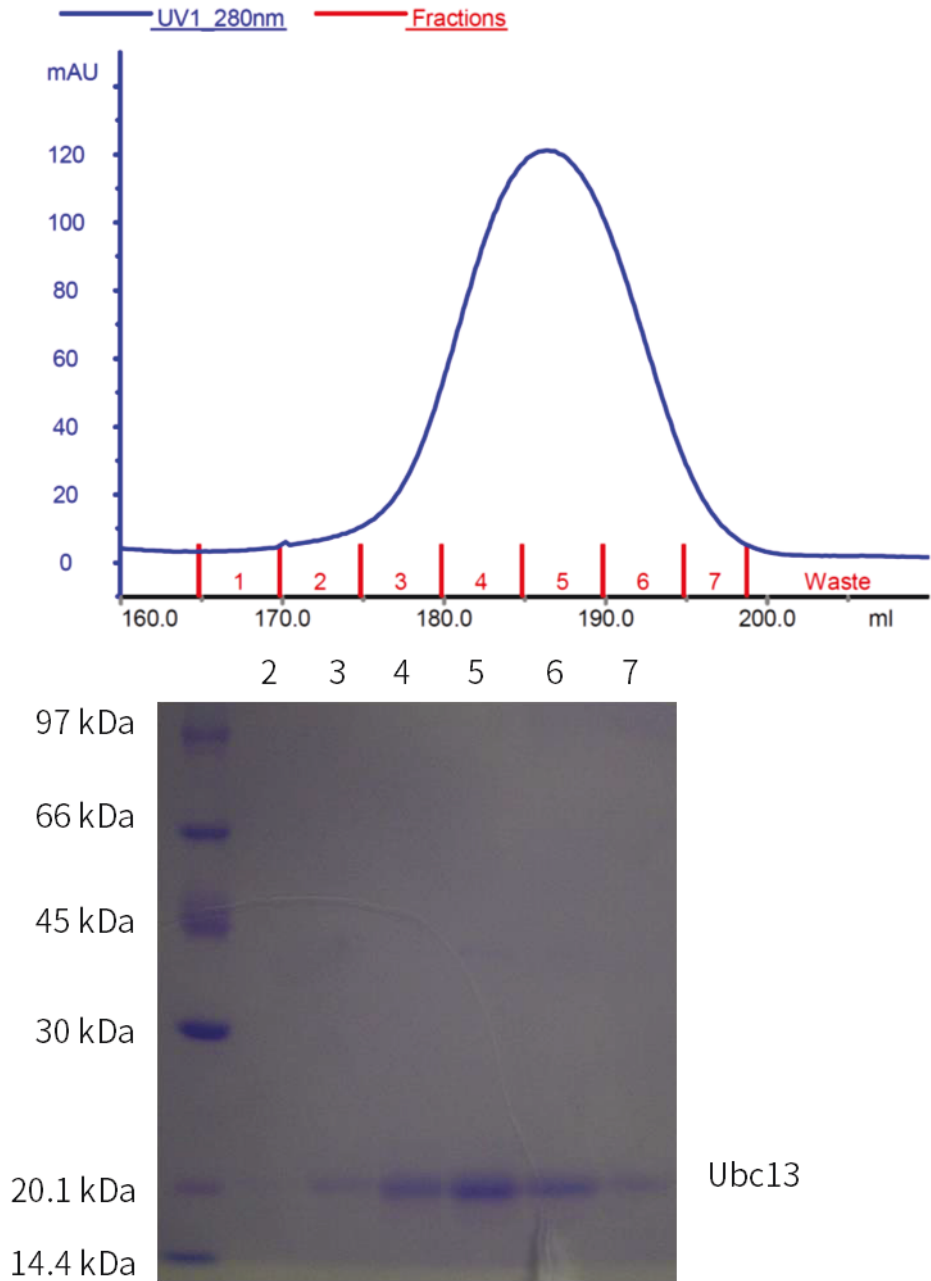 UV1_280nm Fractions
mAU
120
100
80
60
40
20
0
1 2 3 4 5 6 7 Waste
160.0 170.0 180.0 190.0 200.0 ml
2 3 4 5 6 7
97 kDa
66 kDa
45 kDa
30 kDa
Ubc13
20.1 kDa
14.4 kDa